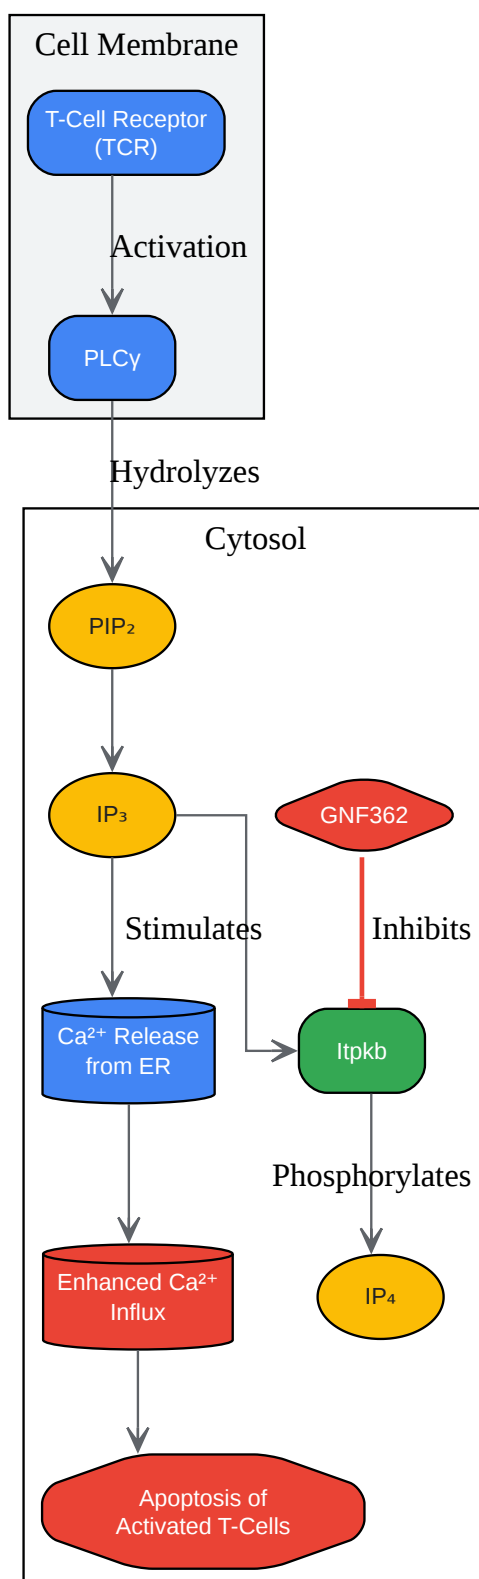 Cell Membrane
T-Cell Receptor
(TCR)
Activation
PLCγ
Hydrolyzes
Cytosol
PIP₂
IP₃
GNF362
Stimulates
Inhibits
Ca²⁺ Release
from ER
Itpkb
Phosphorylates
Enhanced Ca²⁺
Influx
IP₄
Apoptosis of
Activated T-Cells